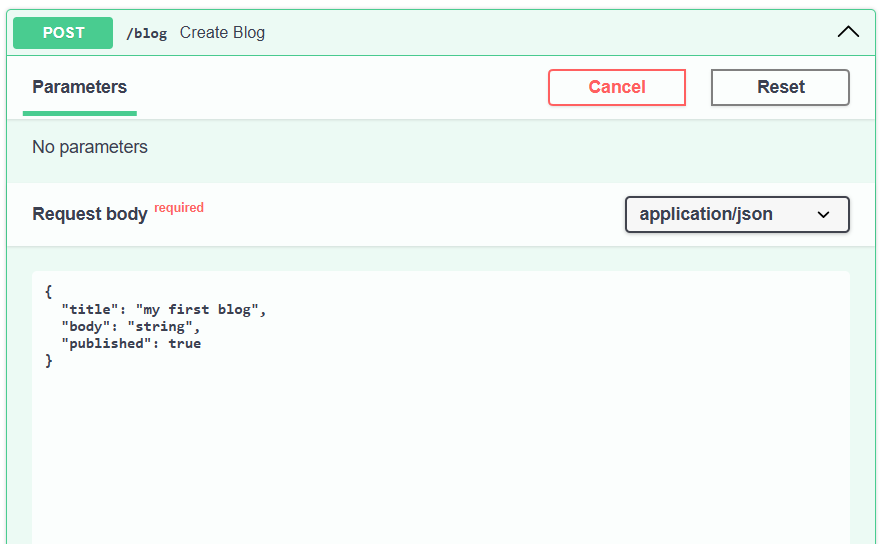 POST /blog Create Blog
Parameters Cancel Reset
No parameters
Request body required application/json
{
  "title": "my first blog",
  "body": "string",
  "published": true
}